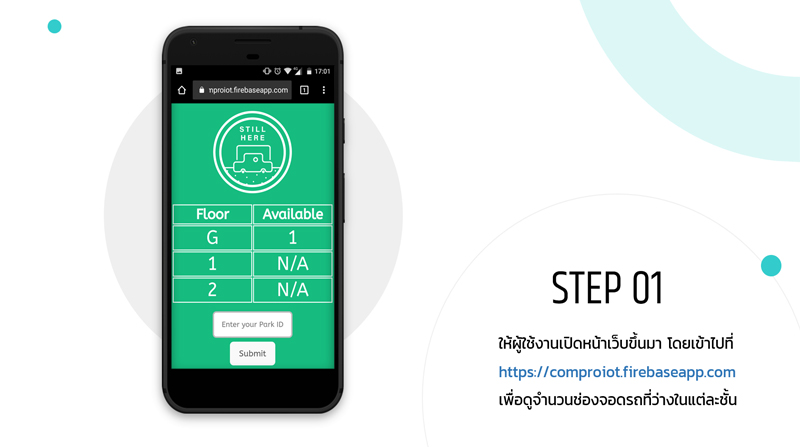 17:01
nproiot.firebaseapp.com
1
STILL
HERE
Floor Available
G 1
1 N/A
2 N/A
Enter your Park ID
Submit
STEP 01
ให้ผู้ใช้งานเปิดหน้าเว็บขึ้นมา โดยเข้าไปที่
https://comproiot.firebaseapp.com
เพื่อดูจำนวนช่องจอดรถที่ว่างในแต่ละชั้น